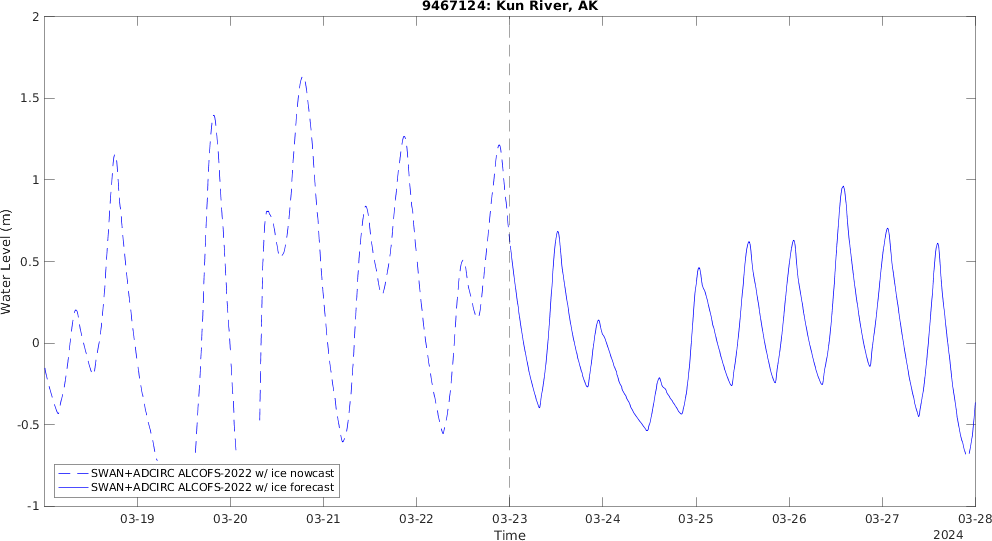 9467124: Kun River, AK
Water Level (m)
2
1.5
1
0.5
0
-0.5
-1
SWAN+ADCIRC ALCOFS-2022 w/ ice nowcast
SWAN+ADCIRC ALCOFS-2022 w/ ice forecast
03-19 03-20 03-21 03-22 03-23 03-24 03-25 03-26 03-27 03-28
Time
2024